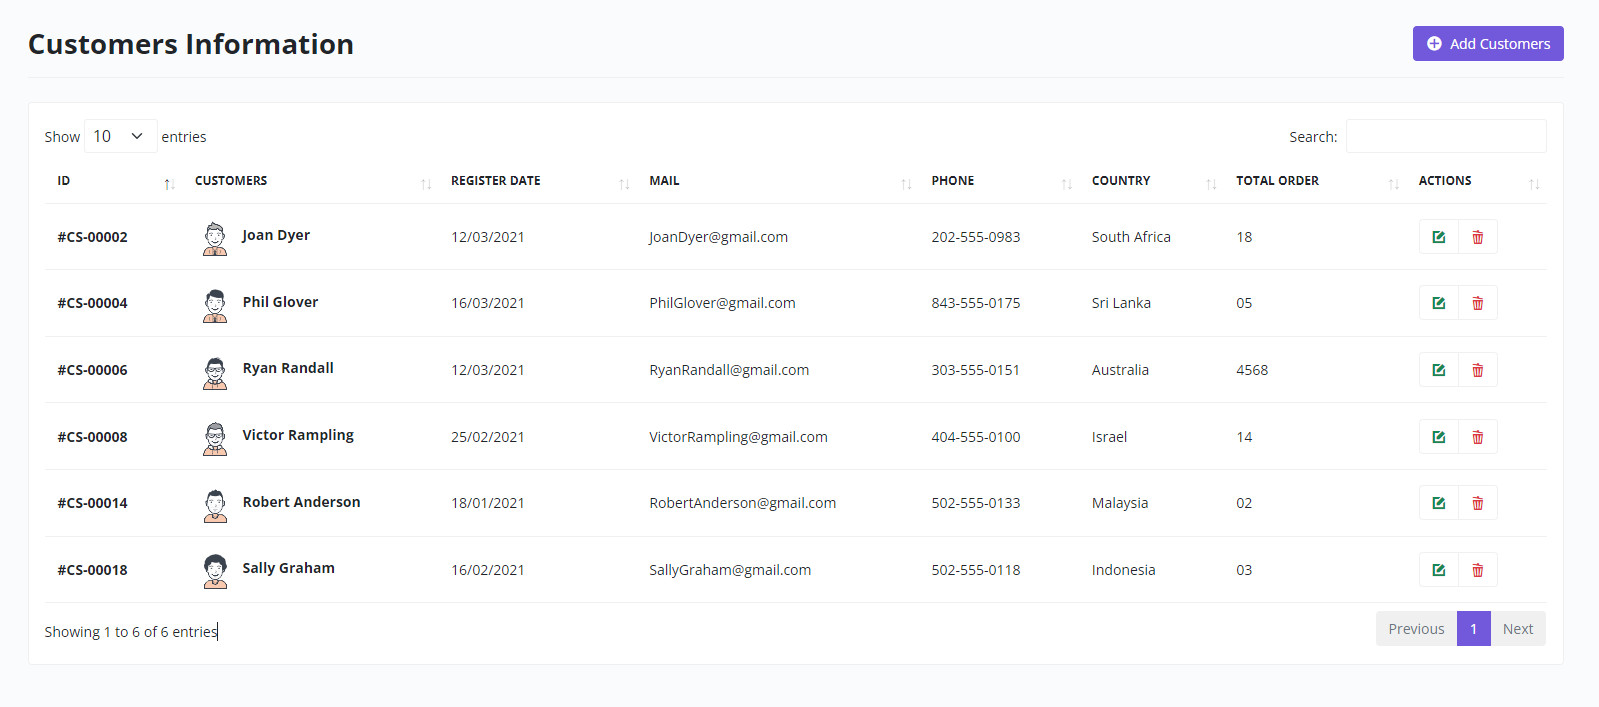 Customers Information
Add Customers
Show 10 entries Search:
ID CUSTOMERS REGISTER DATE MAIL PHONE COUNTRY TOTAL ORDER ACTIONS
#CS-00002 Joan Dyer 12/03/2021 JoanDyer@gmail.com 202-555-0983 South Africa 18
#CS-00004 Phil Glover 16/03/2021 PhilGlover@gmail.com 843-555-0175 Sri Lanka 05
#CS-00006 Ryan Randall 12/03/2021 RyanRandall@gmail.com 303-555-0151 Australia 4568
#CS-00008 Victor Rampling 25/02/2021 VictorRampling@gmail.com 404-555-0100 Israel 14
#CS-00014 Robert Anderson 18/01/2021 RobertAnderson@gmail.com 502-555-0133 Malaysia 02
#CS-00018 Sally Graham 16/02/2021 SallyGraham@gmail.com 502-555-0118 Indonesia 03
Showing 1 to 6 of 6 entries Previous 1 Next